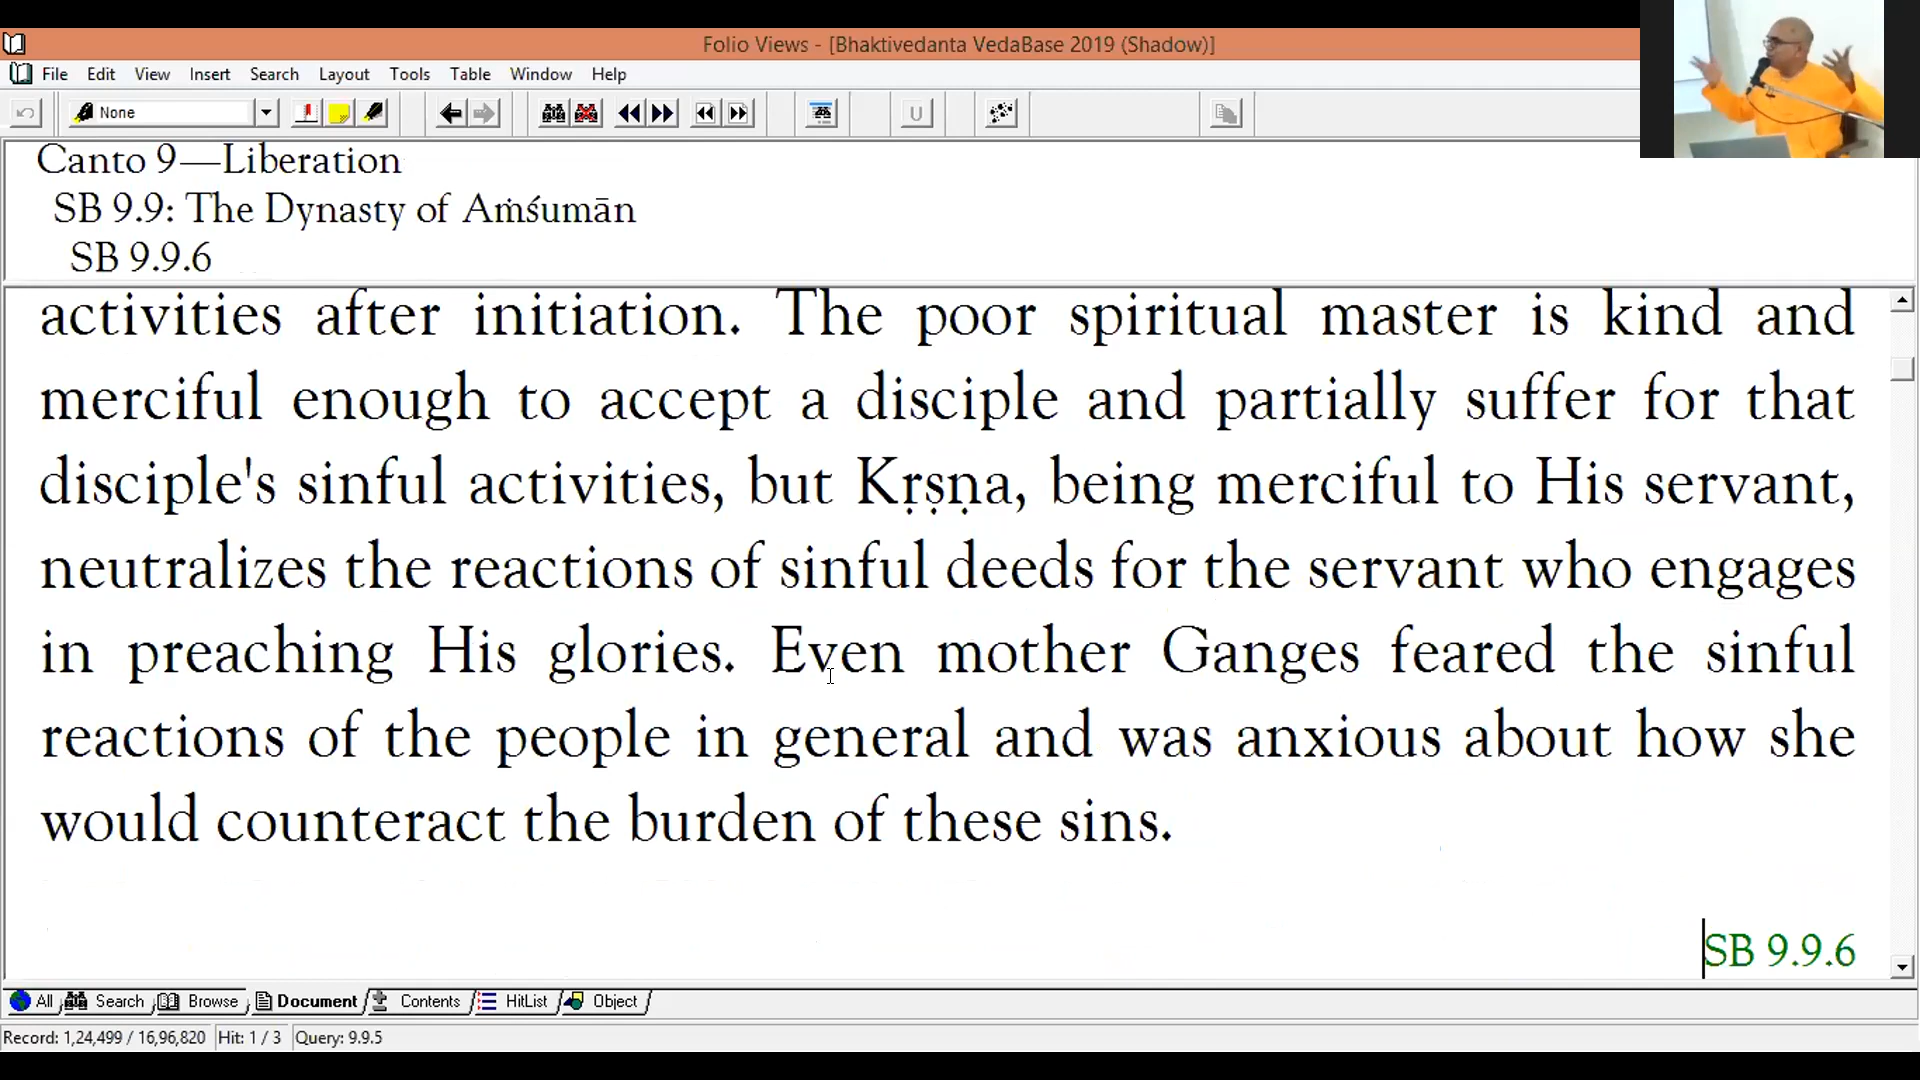 Folio Views - [Bhaktivedanta VedaBase 2019 (Shadow)]
File Edit View Insert Search Layout Tools Table Window Help
None
U
Canto 9—Liberation
SB 9.9: The Dynasty of Aṁśumān
SB 9.9.6
activities after initiation. The poor spiritual master is kind and
merciful enough to accept a disciple and partially suffer for that
disciple's sinful activities, but Kṛṣṇa, being merciful to His servant,
neutralizes the reactions of sinful deeds for the servant who engages
in preaching His glories. Even mother Ganges feared the sinful
reactions of the people in general and was anxious about how she
would counteract the burden of these sins.
SB 9.9.6
All Search Browse Document Contents HitList Object
Record: 1,24,499 / 16,96,820 Hit: 1 / 3 Query: 9.9.5